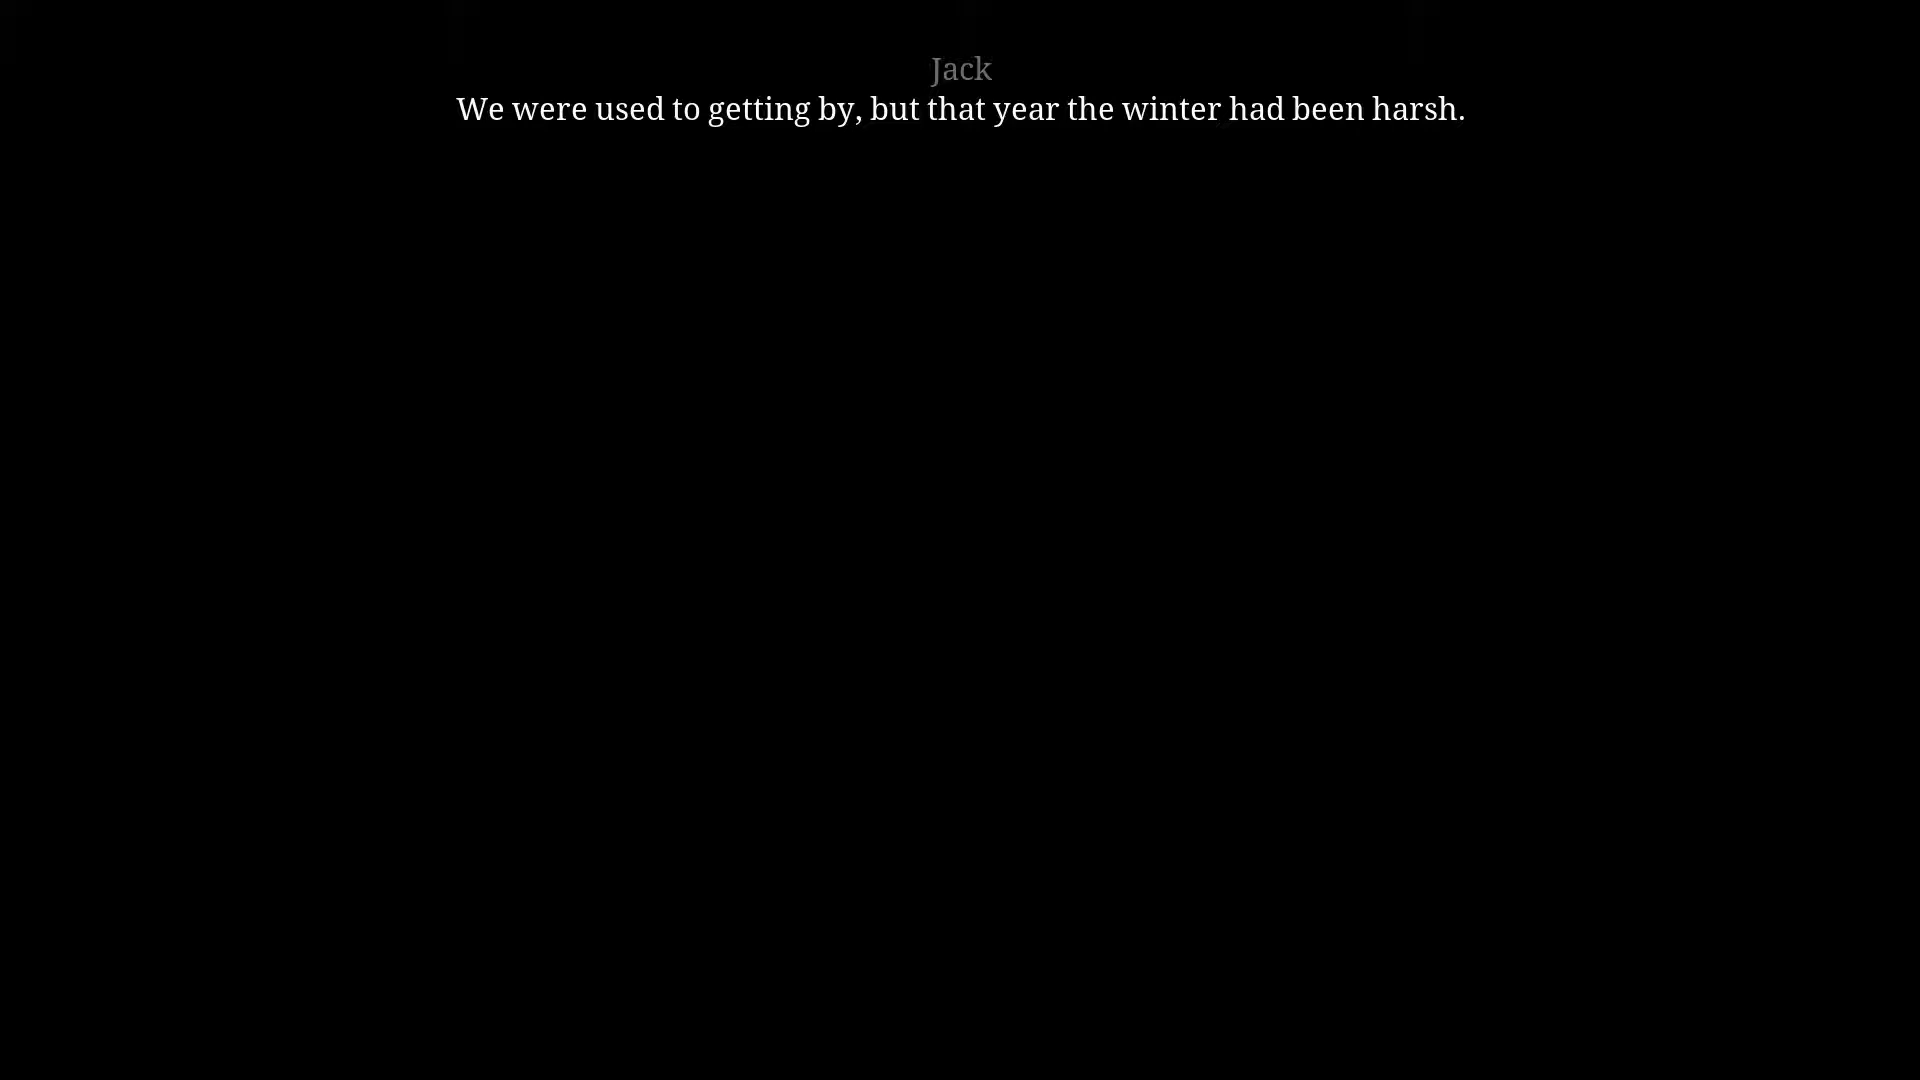 Jack
We were used to getting by, but that year the winter had been harsh.